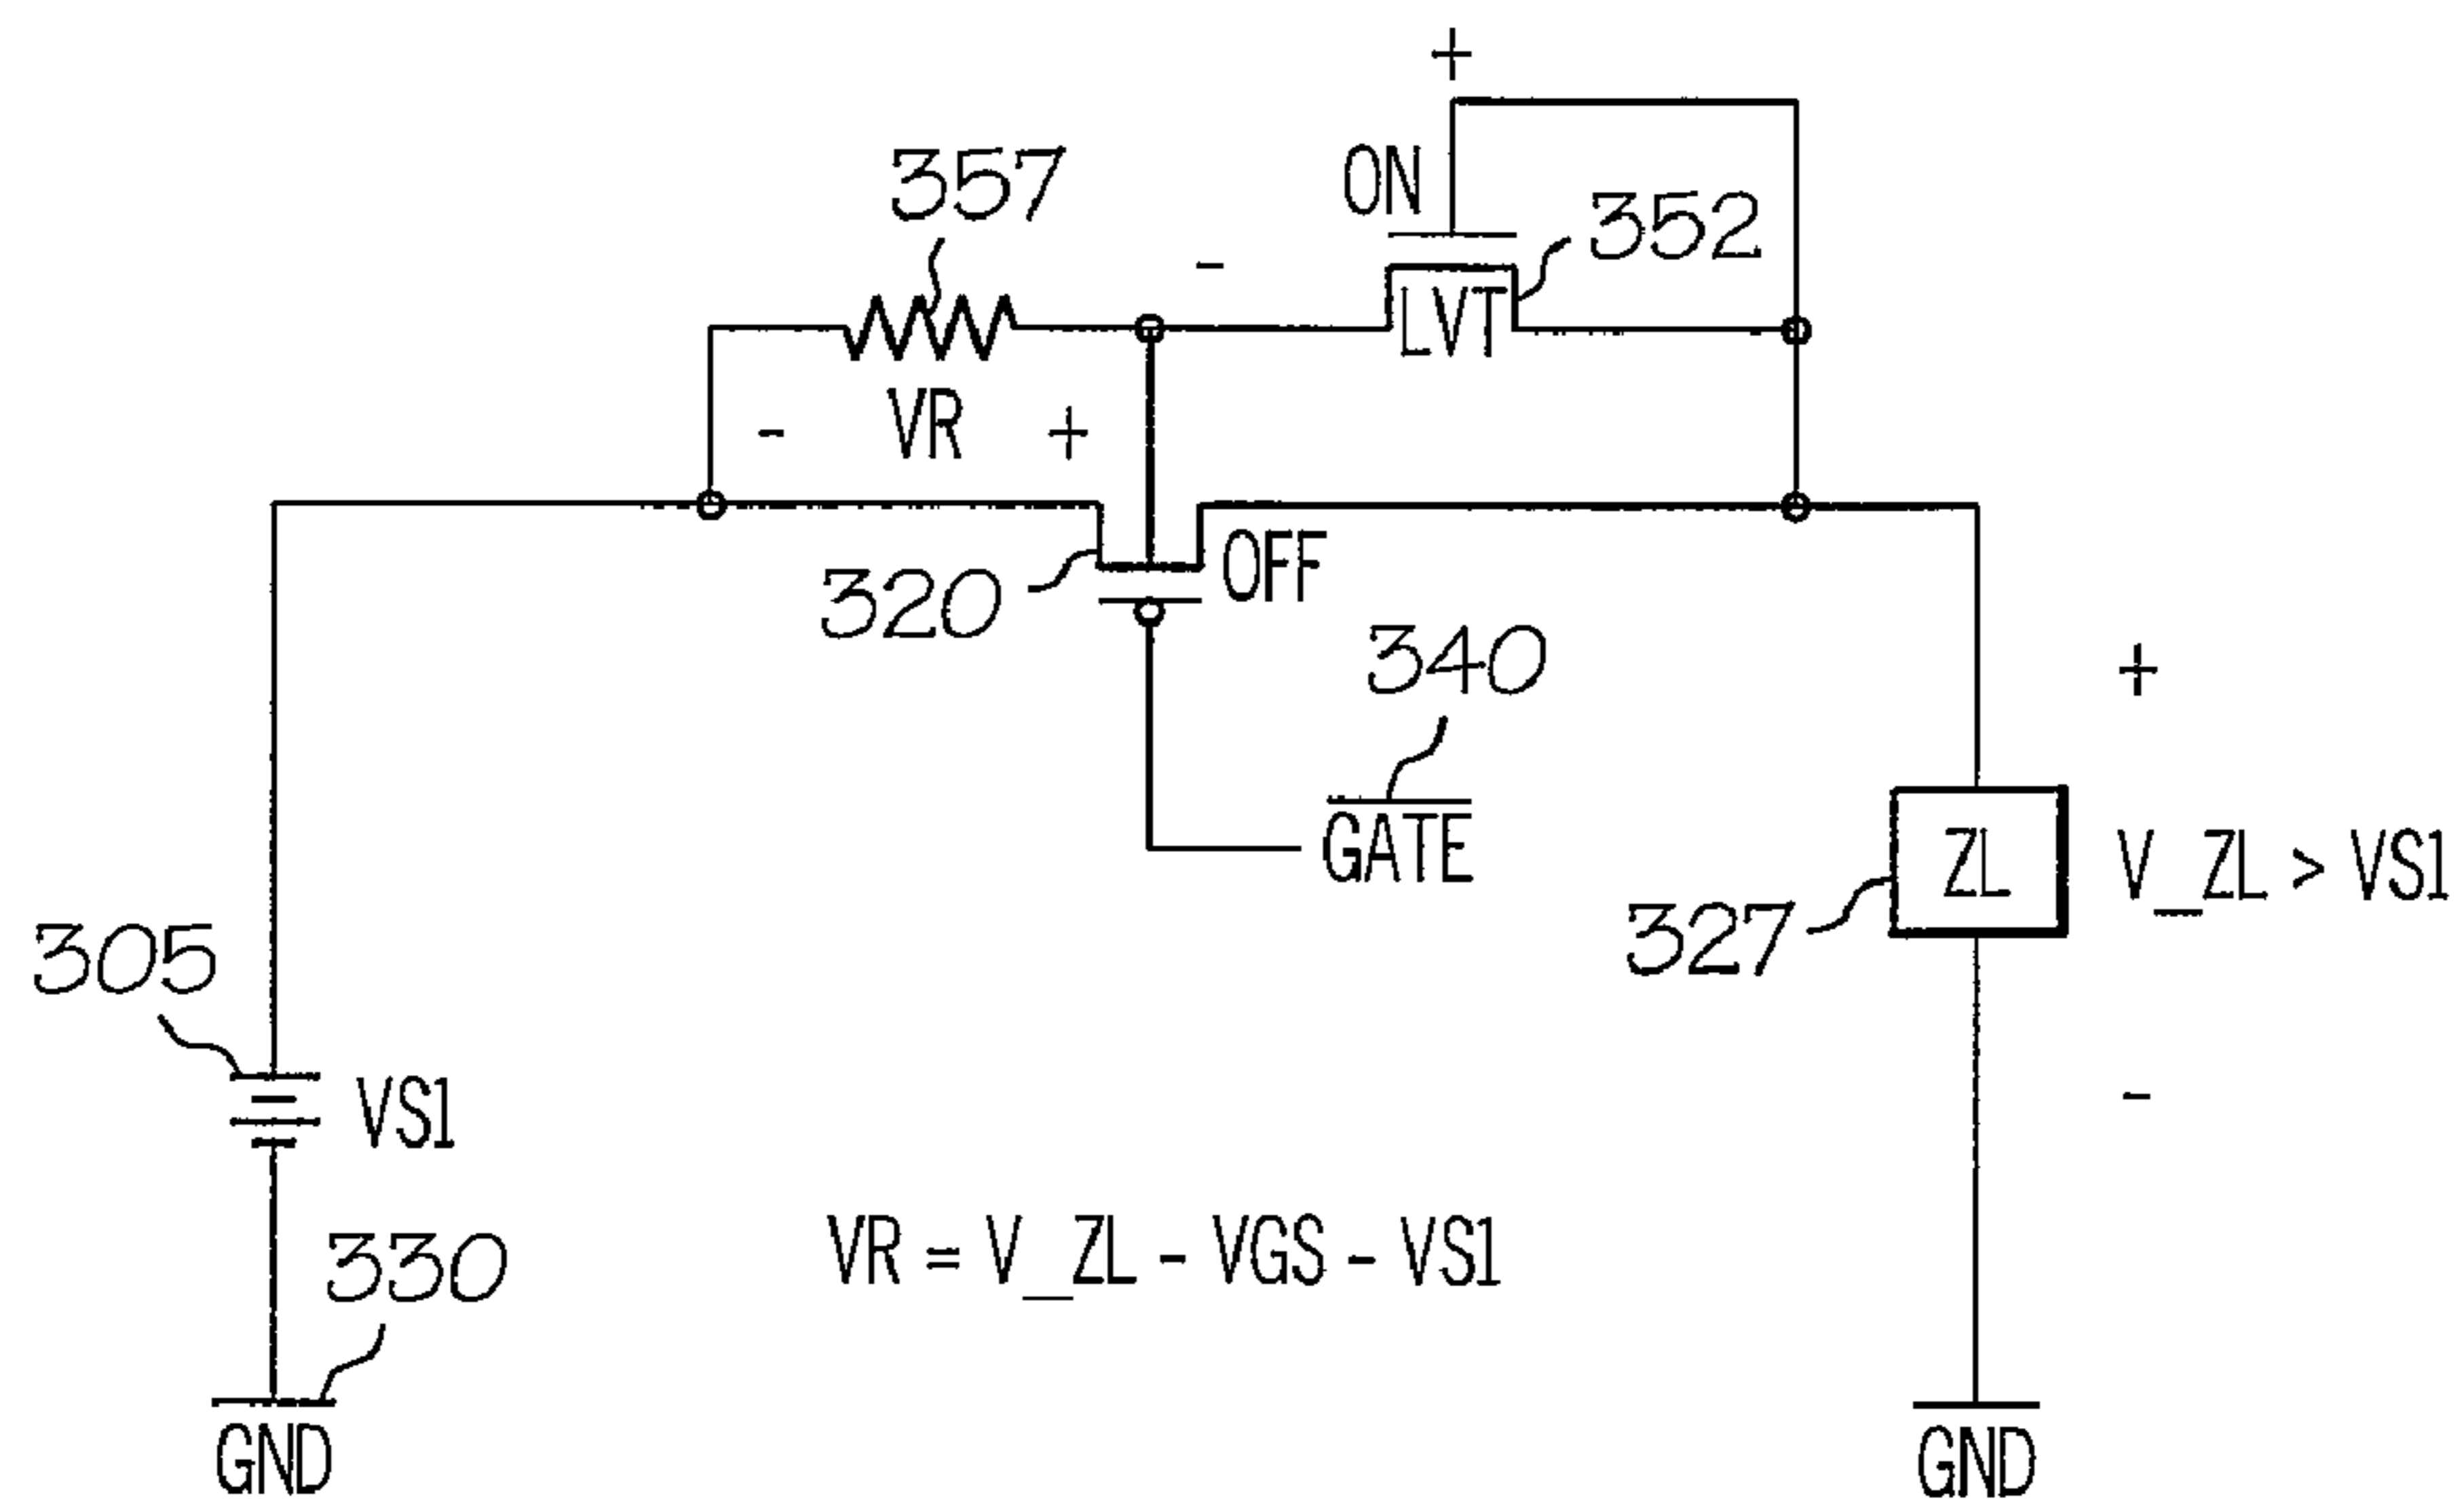 +
ON
357
352
-
LVT
- VR +
OFF
320
340
+
GATE
ZL
V_ZL > VS1
327
305
VS1
-
330
VR = V_ZL - VGS - VS1
GND
GND